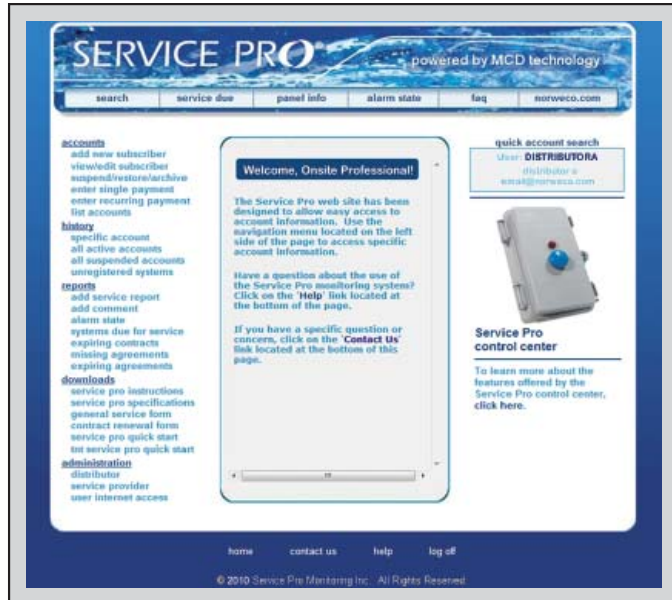 SERVICE PRO
powered by MCD technology
search service due panel info alarm state faq norweco.com
accounts
add new subscriber
view/edit subscriber
suspend/restore/archive
enter single payment
enter recurring payment
list accounts
history
specific account
all active accounts
all suspended accounts
unregistered systems
reports
add service report
add comment
alarm state
systems due for service
expiring contracts
missing agreements
expiring agreements
downloads
service pro instructions
service pro specifications
general service form
contract renewal form
service pro quick start
tnt service pro quick start
administration
distributor
service provider
user internet access
Welcome, Onsite Professional!
The Service Pro web site has been
designed to allow easy access to
account information. Use the
navigation menu located on the left
side of the page to access specific
account information.
Have a question about the use of
the Service Pro monitoring system?
Click on the 'Help' link located at
the bottom of the page.
If you have a specific question or
concern, click on the 'Contact Us'
link located at the bottom of this
page.
quick account search
User: DISTRIBUTORA
distributor a
email@norweco.com
Service Pro
control center
To learn more about the
features offered by the
Service Pro control center,
click here.
home contact us help log off
© 2010 Service Pro Monitoring Inc. All Rights Reserved.